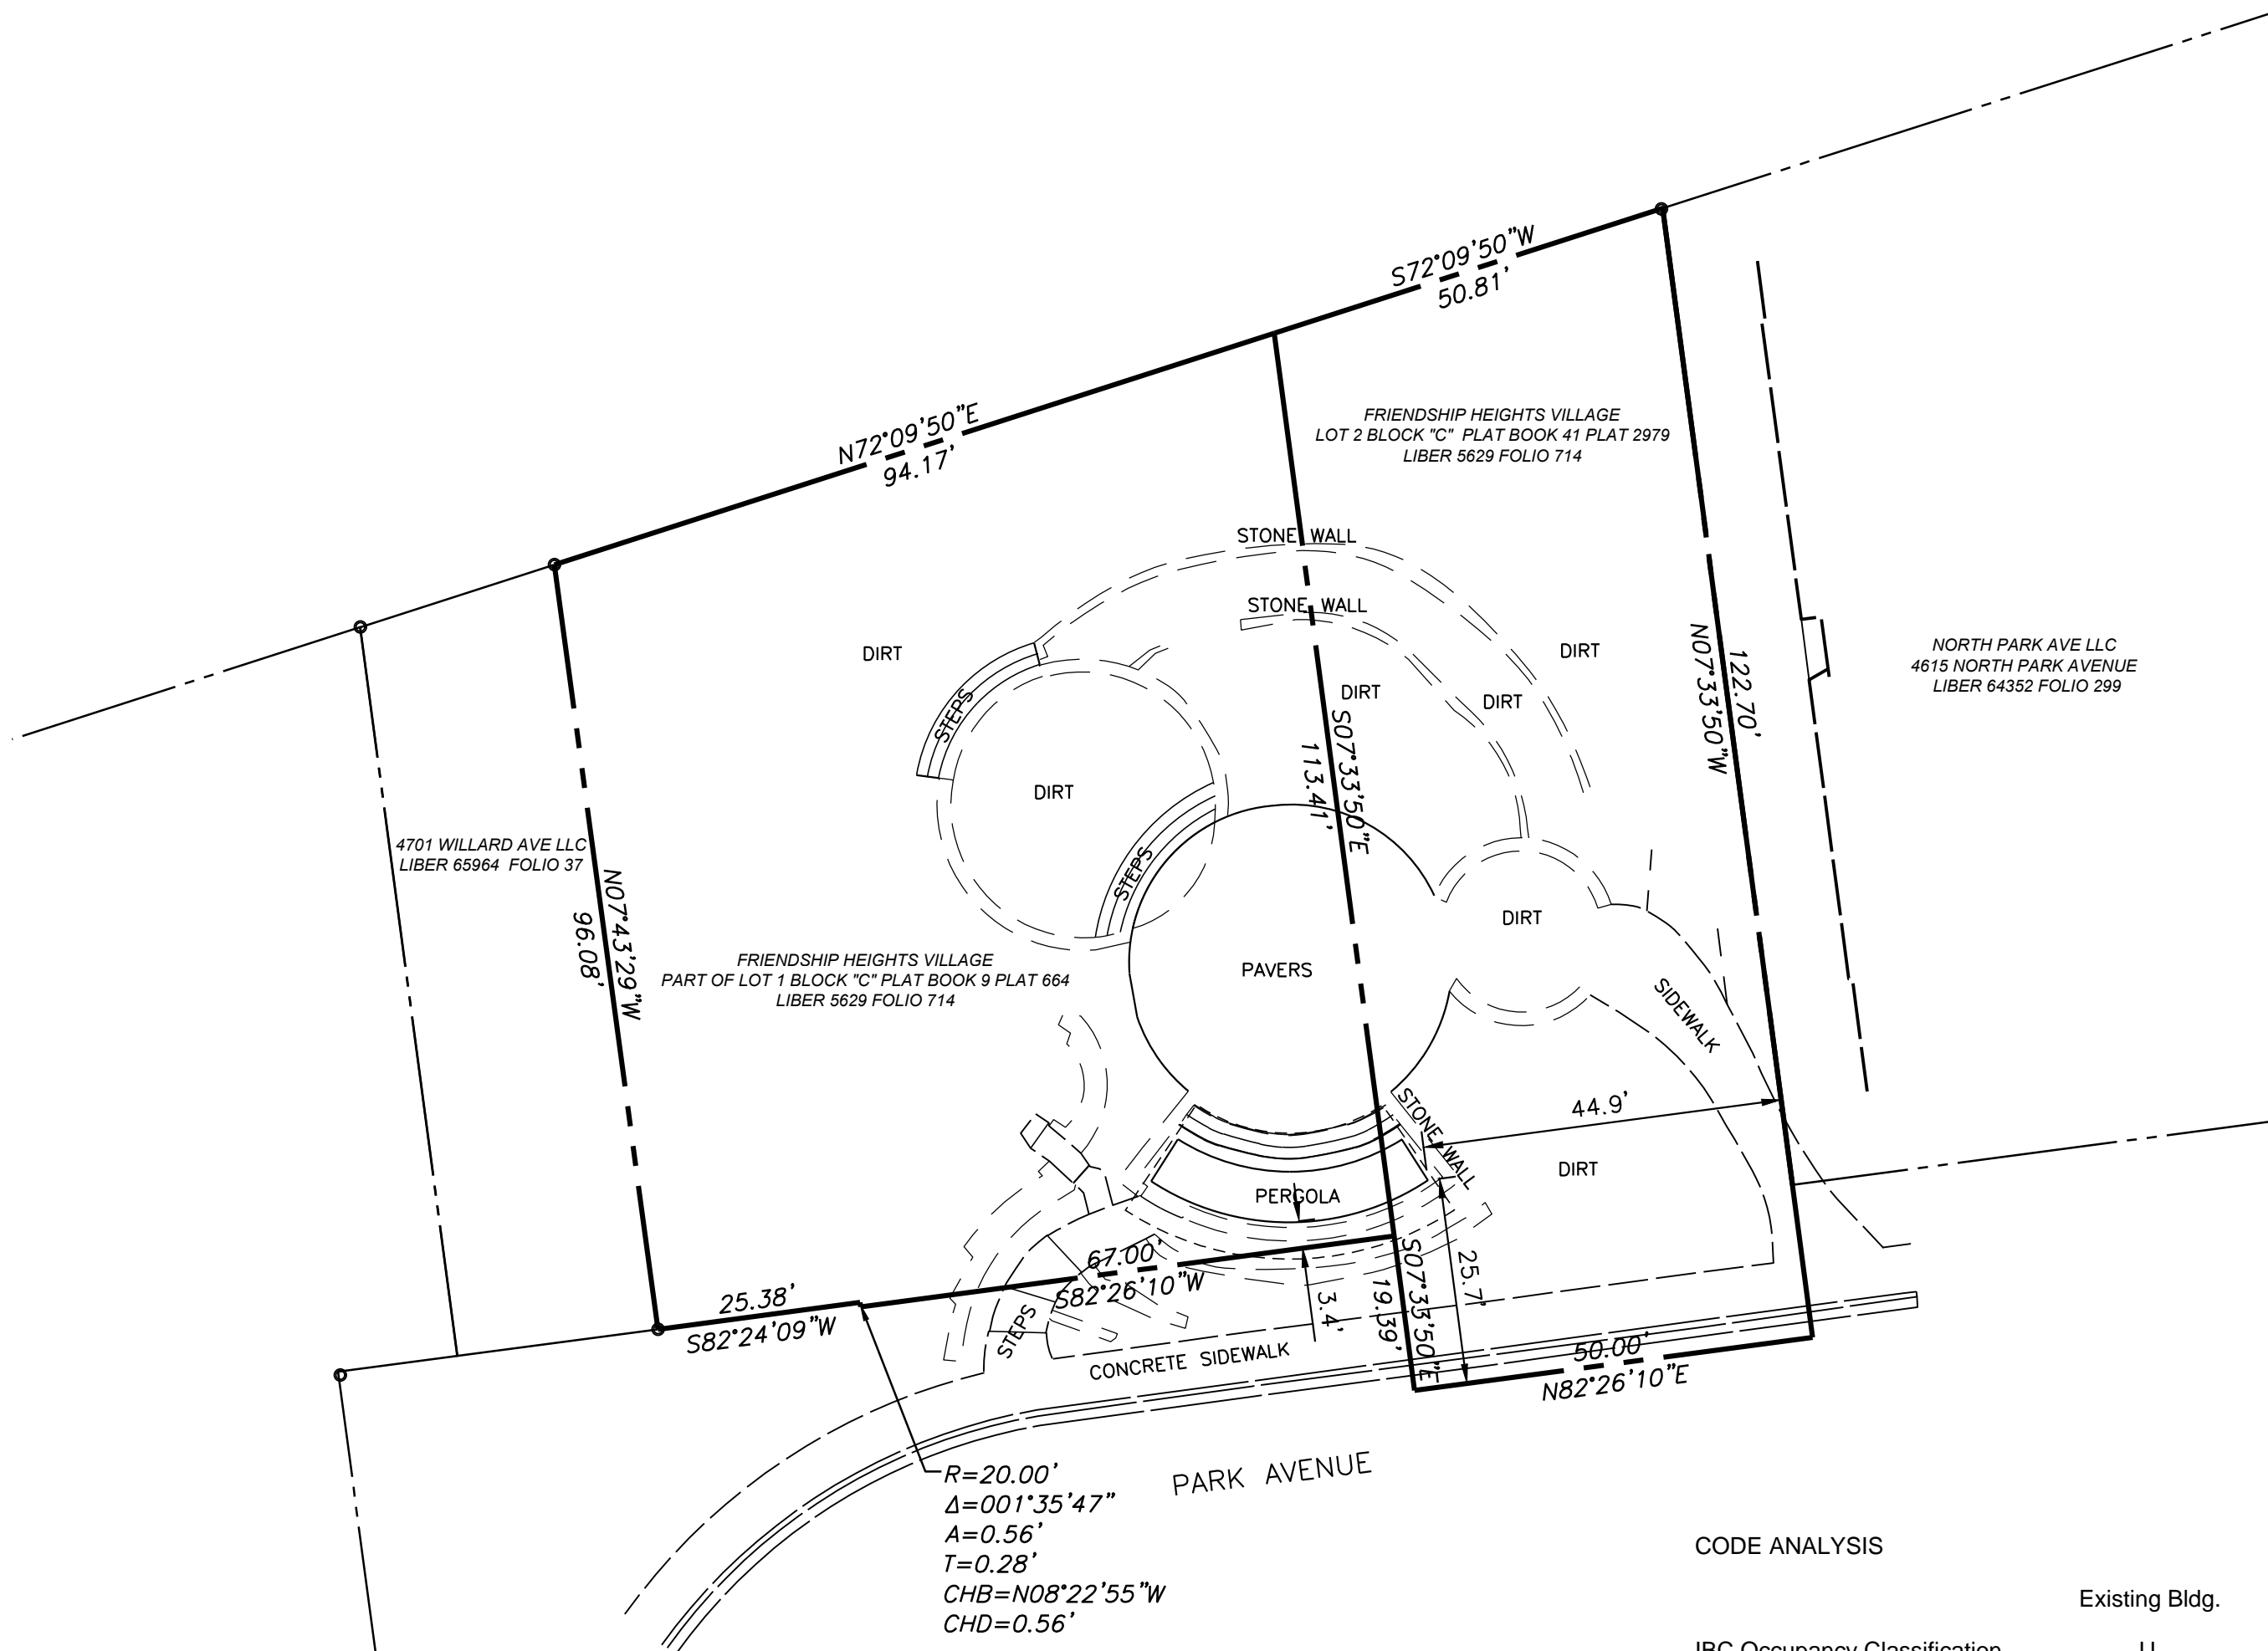 S72°09'50"W
50.81'
N72°09'50"E
94.17'
FRIENDSHIP HEIGHTS VILLAGE
LOT 2 BLOCK "C" PLAT BOOK 41 PLAT 2979
LIBER 5629 FOLIO 714
STONE WALL
STONE WALL
DIRT
DIRT
NORTH PARK AVE LLC
4615 NORTH PARK AVENUE
LIBER 64352 FOLIO 299
N07°33'50"W
122.70'
DIRT
DIRT
STEPS
S07°33'50"E
113.41'
DIRT
4701 WILLARD AVE LLC
LIBER 65964 FOLIO 37
STEPS
N07°43'29"W
96.08'
DIRT
FRIENDSHIP HEIGHTS VILLAGE
PART OF LOT 1 BLOCK "C" PLAT BOOK 9 PLAT 664
LIBER 5629 FOLIO 714
PAVERS
SIDEWALK
44.9'
STONE WALL
DIRT
PERGOLA
67.00'
S82°26'10"W
25.38'
S82°24'09"W
3.4'
19.39'
S07°33'50"E
25.7'
STEPS
CONCRETE SIDEWALK
50.00'
N82°26'10"E
PARK AVENUE
R=20.00'
Δ=001°35'47"
A=0.56'
T=0.28'
CHB=N08°22'55"W
CHD=0.56'
CODE ANALYSIS
Existing Bldg.
IBC Occupancy Classification U